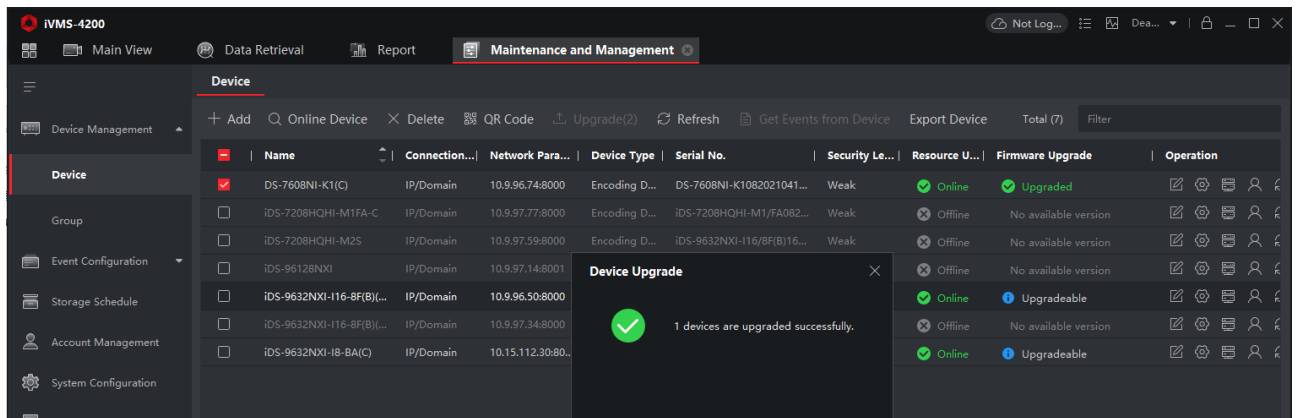 iVMS-4200 Not Log... Dea...
Main View Data Retrieval Report Maintenance and Management
Device
Add Online Device Delete QR Code Upgrade(2) Refresh Get Events from Device Export Device Total (7) Filter
Device Management
Name Connection... Network Para... Device Type Serial No. Security Le... Resource U... Firmware Upgrade Operation
Device
DS-7608NI-K1(C) IP/Domain 10.9.96.74:8000 Encoding D... DS-7608NI-K1082021041... Weak Online Upgraded
Group
iDS-7208HQHI-M1FA-C IP/Domain 10.9.97.77:8000 Encoding D... iDS-7208HQHI-M1/FA082... Weak Offline No available version
iDS-7208HQHI-M2S IP/Domain 10.9.97.59:8000 Encoding D... iDS-9632NXI-I16/8F(B)16... Weak Offline No available version
Event Configuration
iDS-96128NXI IP/Domain 10.9.97.14:8001 Offline No available version
Device Upgrade
Storage Schedule
iDS-9632NXI-I16-8F(B)(... IP/Domain 10.9.96.50:8000 Online Upgradeable
iDS-9632NXI-I16-8F(B)(... IP/Domain 10.9.97.34:8000 Offline No available version
1 devices are upgraded successfully.
Account Management
iDS-9632NXI-I8-BA(C) IP/Domain 10.15.112.30:80.. Online Upgradeable
System Configuration